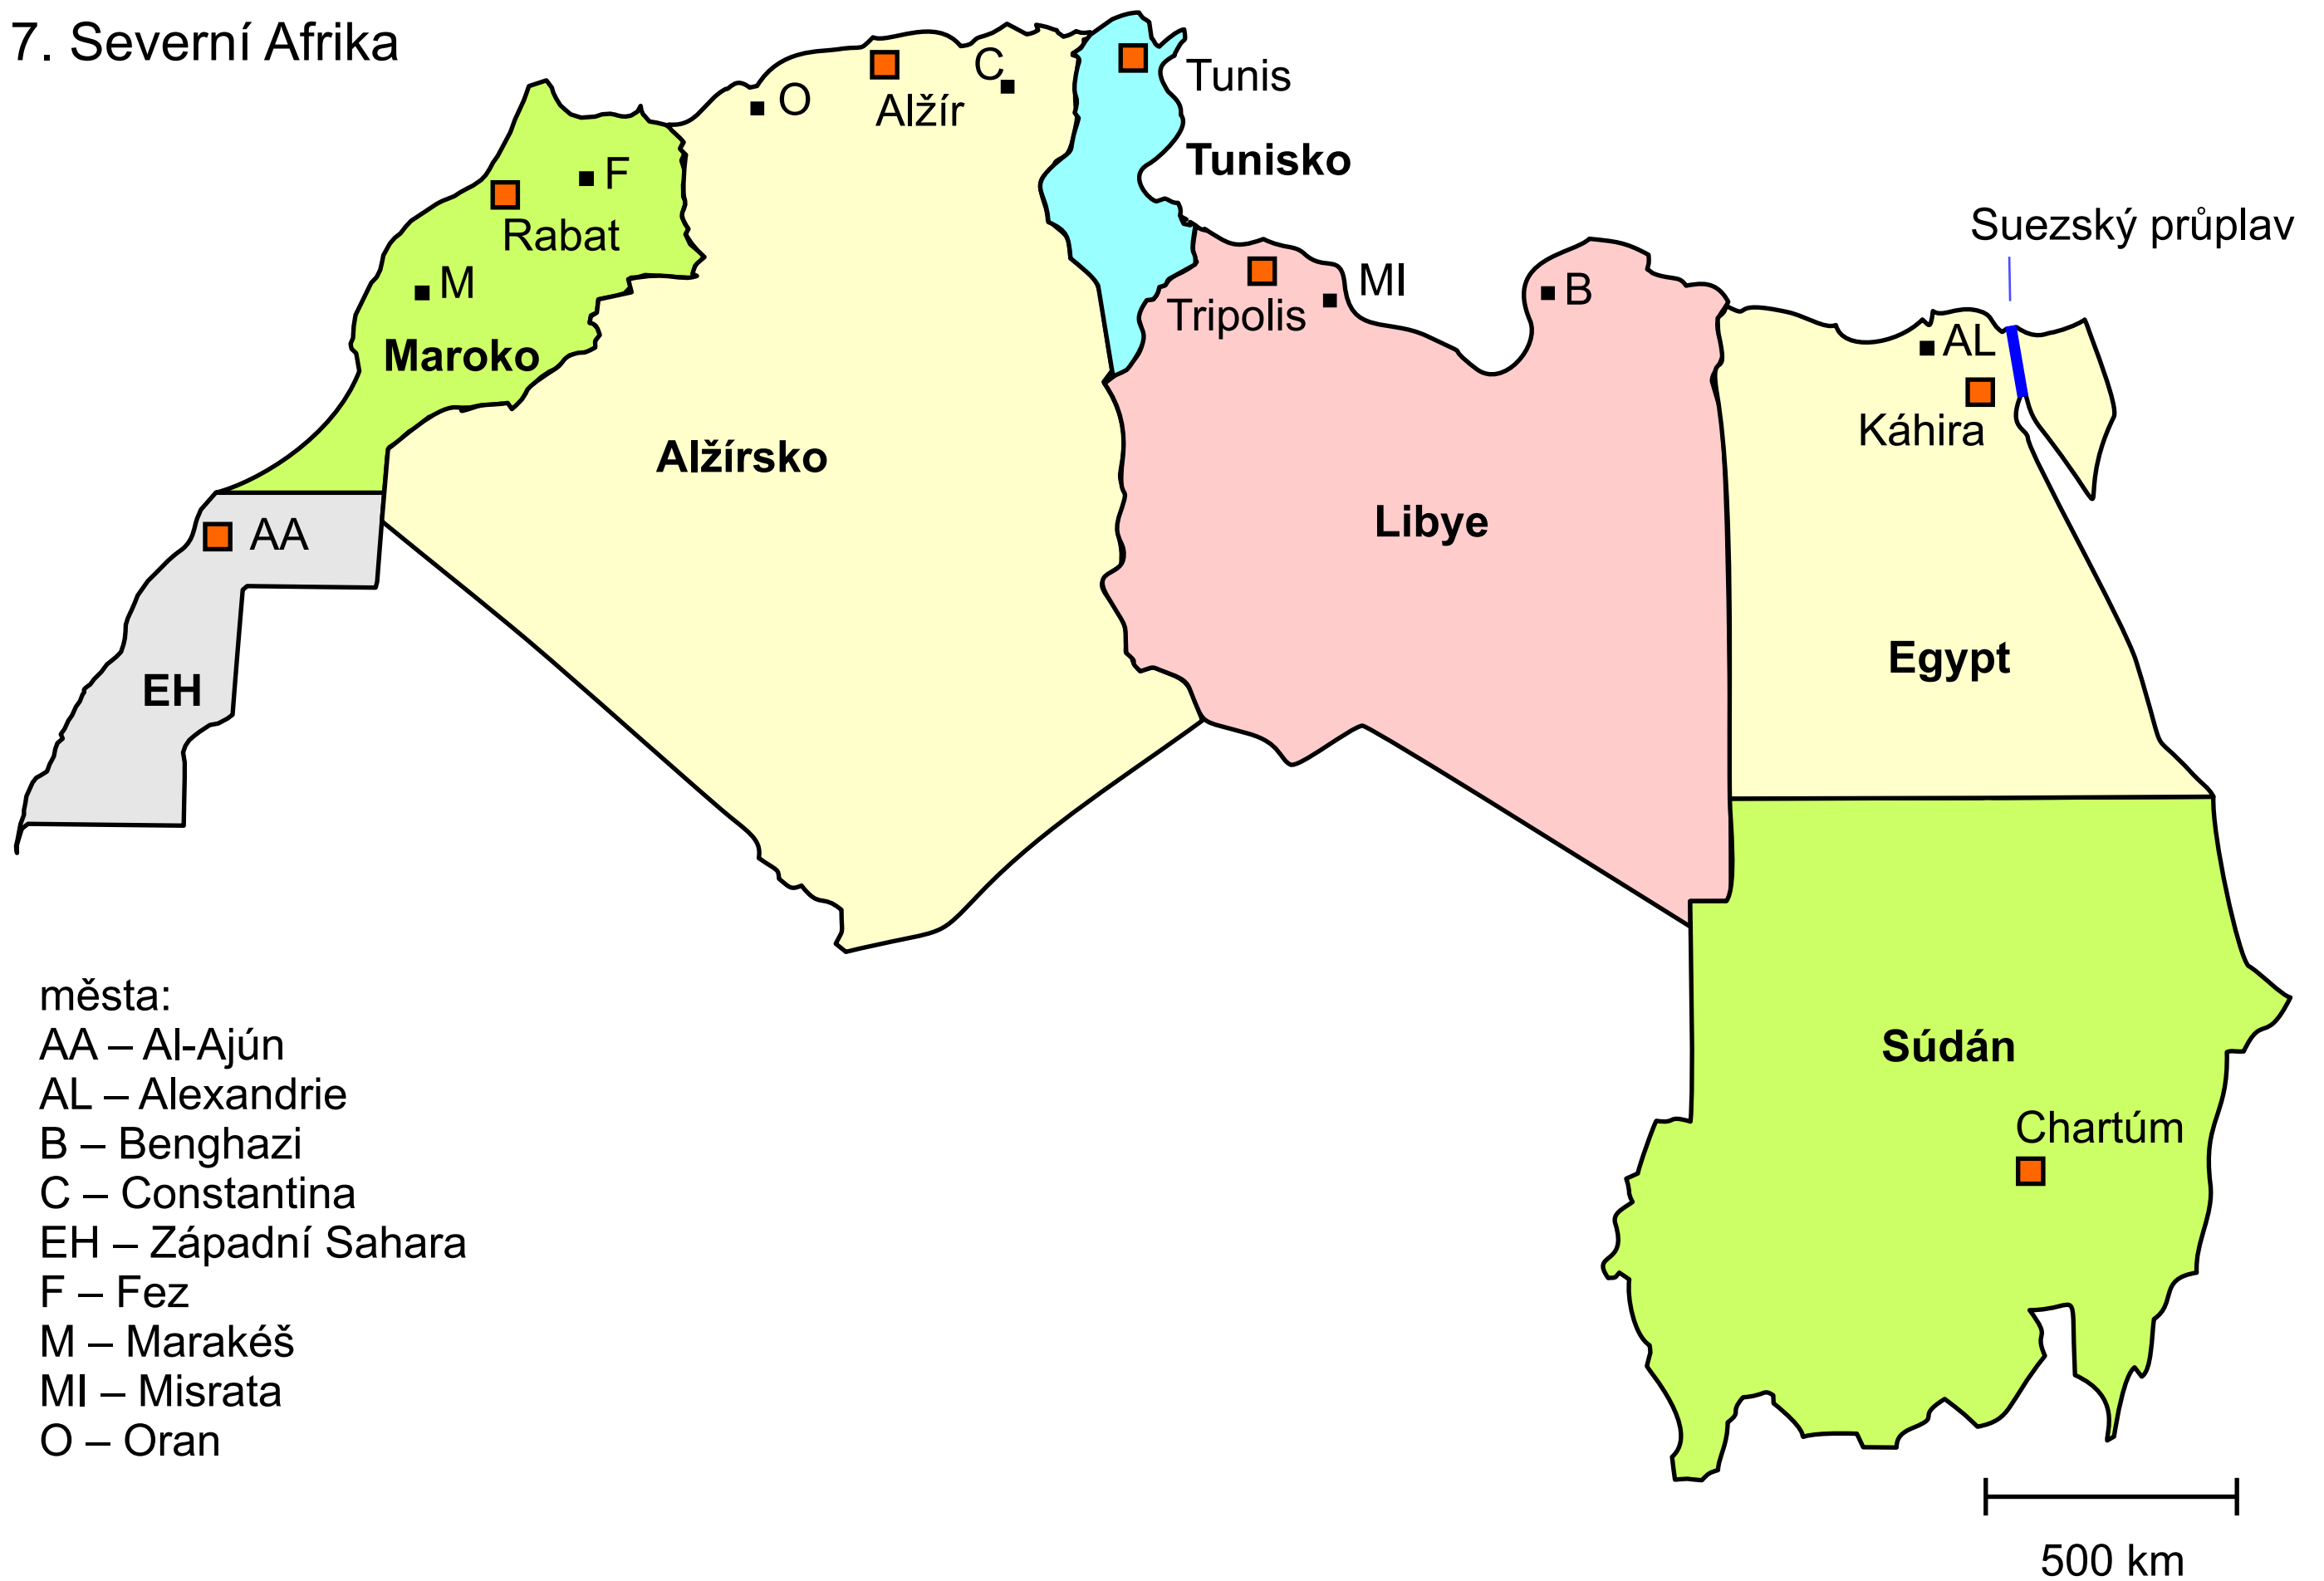 7. Severní Afrika
C
Tunis
O
Alžír
Tunisko
F
Rabat
Suezský průplav
M
MI
B
Tripolis
Maroko
AL
Káhira
Alžírsko
Libye
AA
Egypt
EH
města:
AA – Al-Ajún
AL – Alexandrie
B – Benghazi
C – Constantina
EH – Západní Sahara
F – Fez
M – Marakéš
MI – Misrata
O – Oran
Súdán
Chartúm
500 km